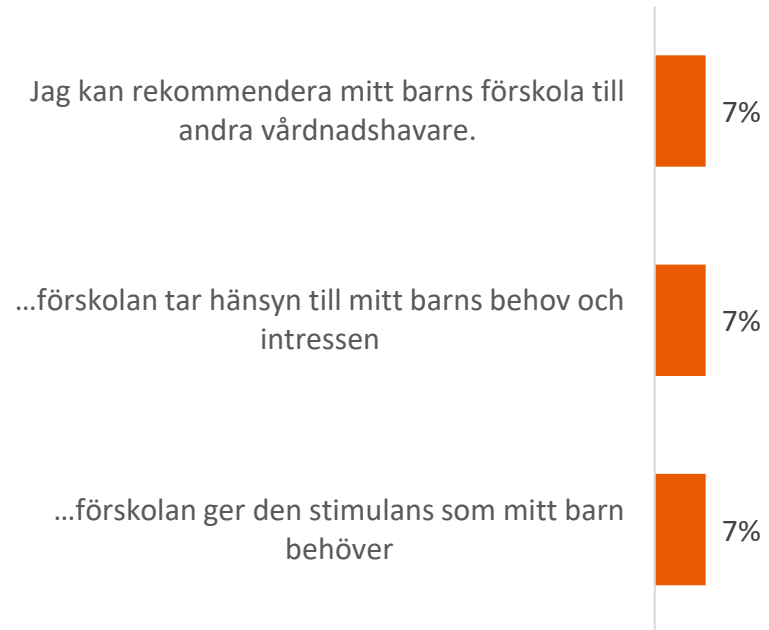 Jag kan rekommendera mitt barns förskola till
andra vårdnadshavare.
7%
...förskolan tar hänsyn till mitt barns behov och
intressen
7%
...förskolan ger den stimulans som mitt barn
behöver
7%